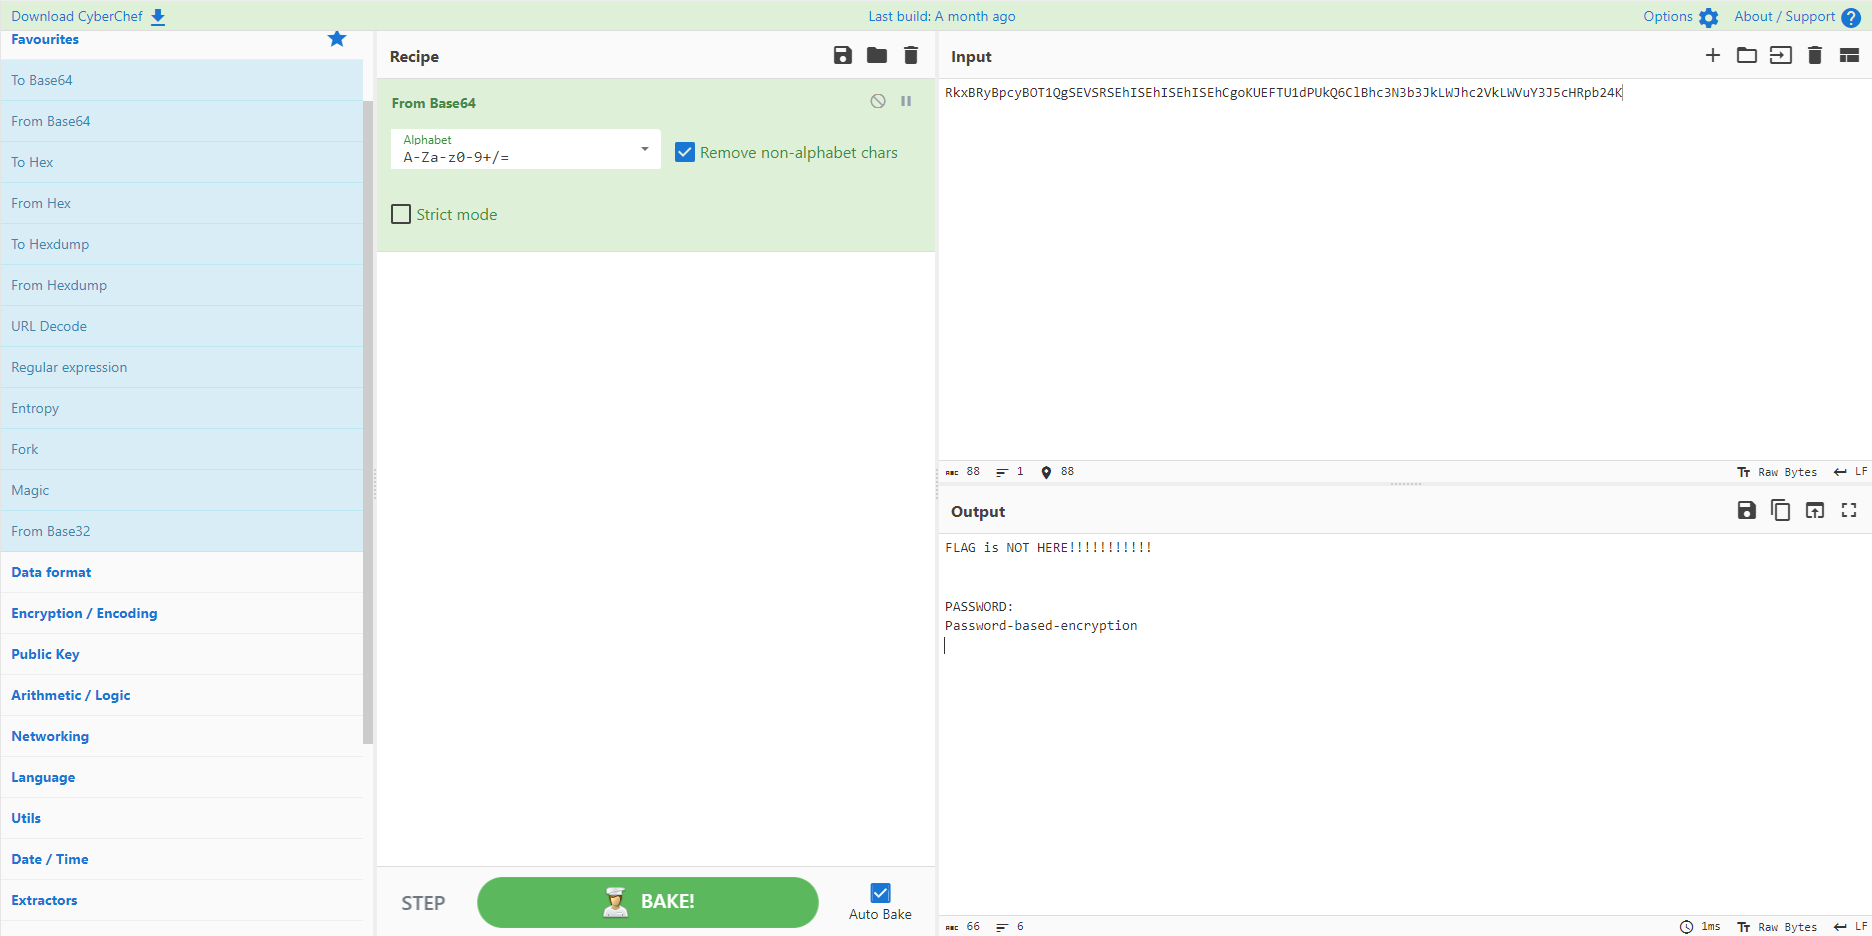 Download CyberChef
Last build: A month ago
Options
About / Support
Favourites
To Base64
From Base64
To Hex
From Hex
To Hexdump
From Hexdump
URL Decode
Regular expression
Entropy
Fork
Magic
From Base32
Data format
Encryption / Encoding
Public Key
Arithmetic / Logic
Networking
Language
Utils
Date / Time
Extractors
Recipe
From Base64
Alphabet
A-Za-z0-9+/=
Remove non-alphabet chars
Strict mode
STEP
BAKE!
Auto Bake
Input
RkxBRyBpcyBOT1QgSEVSRSEhISEhISEhISEhCgoKUEFTU1dPUkQ6ClBhc3N3b3JkLWJhc2VkLWVuY3J5cHRpb24K
ABC 88 1 88
Tт Raw Bytes LF
Output
FLAG is NOT HERE!!!!!!!!!!!
PASSWORD:
Password-based-encryption
ABC 66 6
1ms Tт Raw Bytes LF